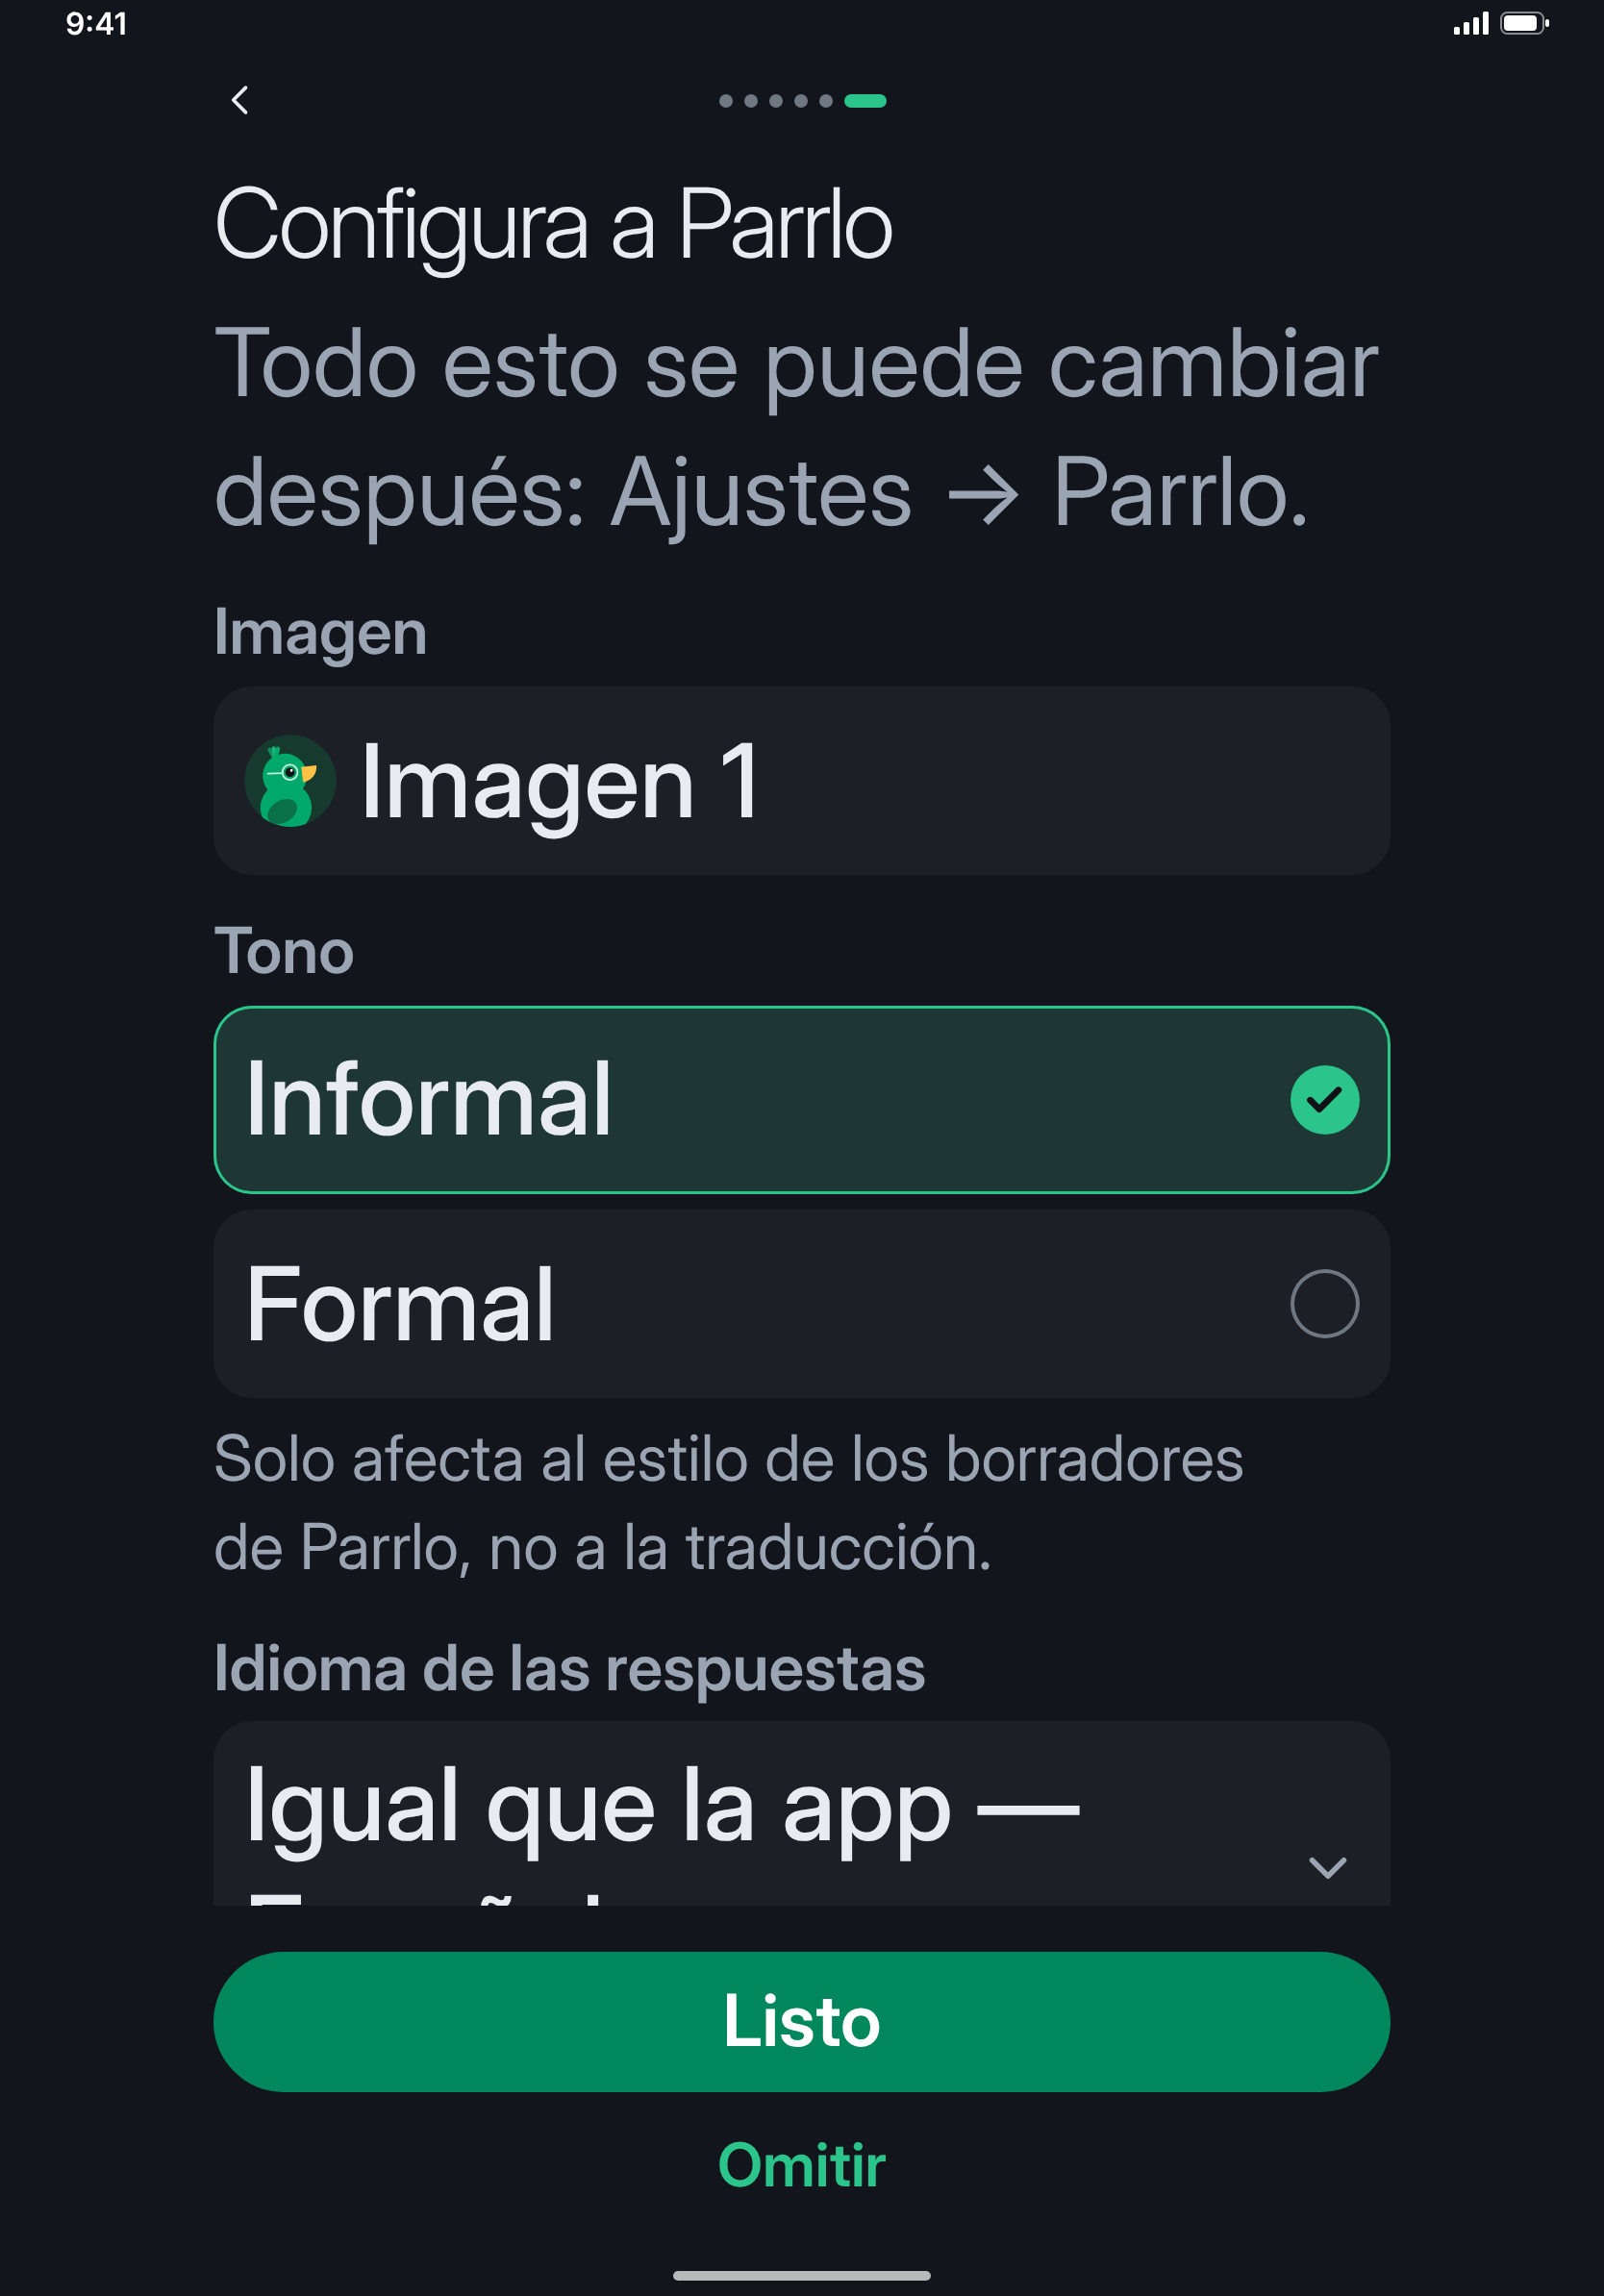 9:41
Configura a Parrlo
Todo esto se puede cambiar
después: Ajustes → Parrlo.
Imagen
Imagen 1
Tono
Informal
Formal
Solo afecta al estilo de los borradores
de Parrlo, no a la traducción.
Idioma de las respuestas
Igual que la app —
Listo
Omitir